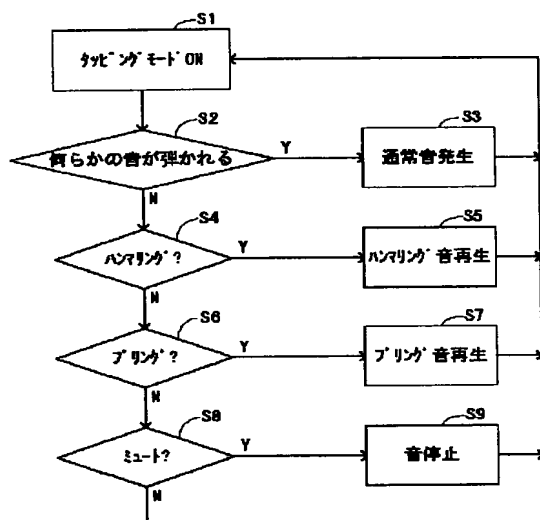 S1
ﾀｯﾋﾟﾝｸﾞﾓｰﾄﾞON
S2
何らかの音が弾かれる
Y
N
S3
通常音発生
S4
ﾊﾝﾏﾘﾝｸﾞ?
Y
N
S5
ﾊﾝﾏﾘﾝｸﾞ音再生
S6
ﾌﾟﾘﾝｸﾞ?
Y
N
S7
ﾌﾟﾘﾝｸﾞ音再生
S8
ﾐｭｰﾄ?
Y
N
S9
音停止